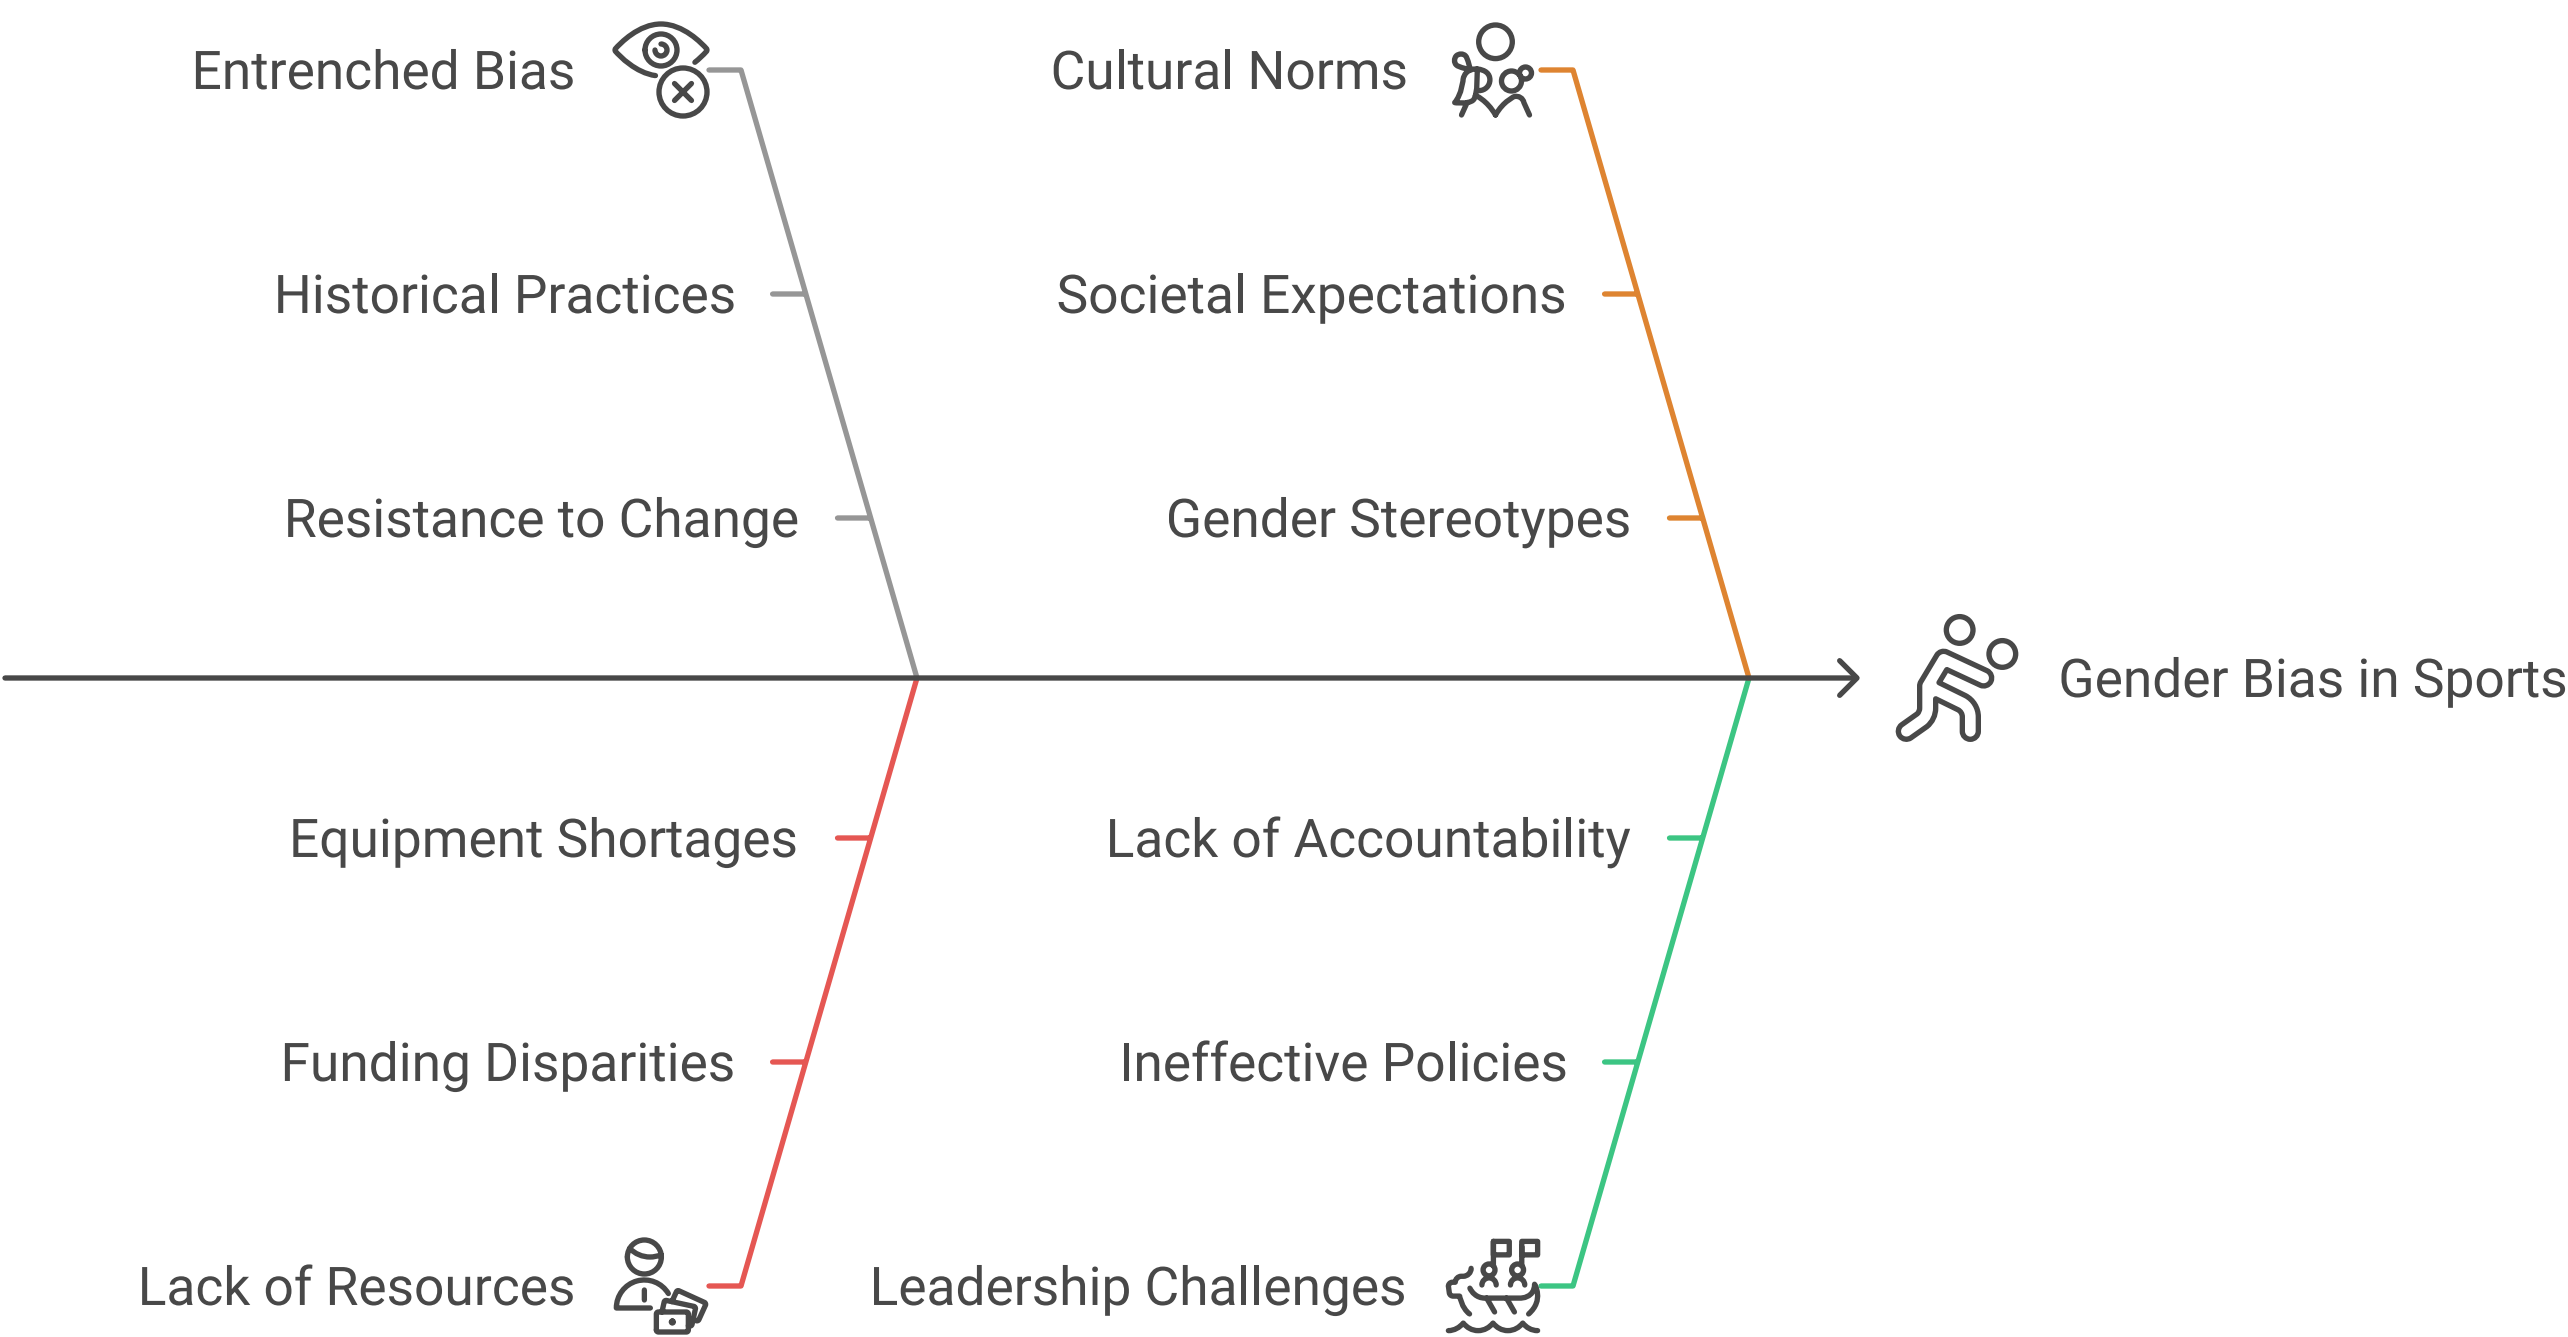 Entrenched Bias
Historical Practices
Resistance to Change
Cultural Norms
Societal Expectations
Gender Stereotypes
Gender Bias in Sports
Equipment Shortages
Funding Disparities
Lack of Resources
Lack of Accountability
Ineffective Policies
Leadership Challenges